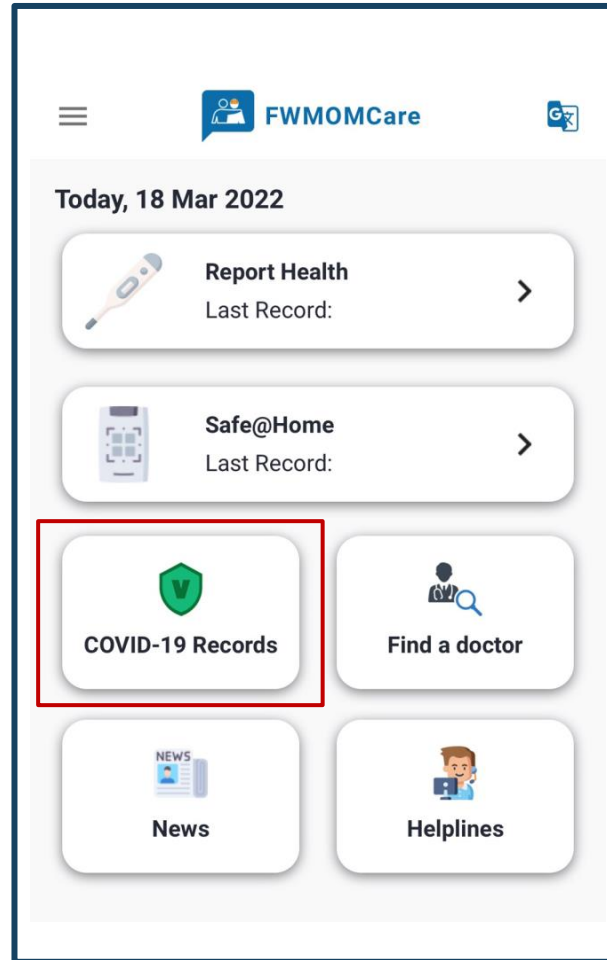 FWMOMCare
G
Today, 18 Mar 2022
Report Health
Last Record:
Safe@Home
Last Record:
V
COVID-19 Records
Find a doctor
NEWS
News
Helplines